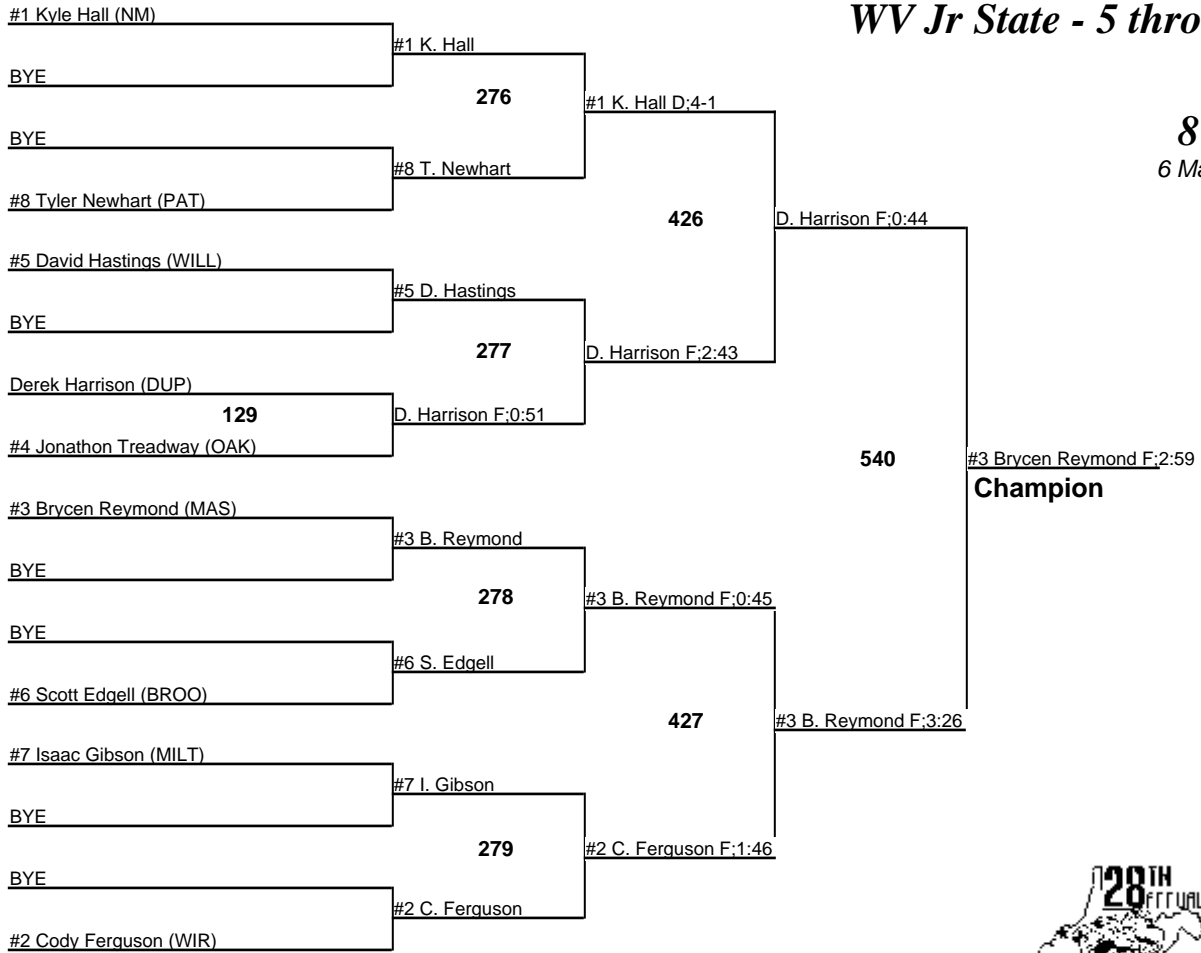 #1 Kyle Hall (NM)
WV Jr State - 5 thro
#1 K. Hall
BYE
276
#1 K. Hall D;4-1
BYE
8
#8 T. Newhart
6 Ma
#8 Tyler Newhart (PAT)
426
D. Harrison F;0:44
#5 David Hastings (WILL)
#5 D. Hastings
BYE
277
D. Harrison F;2:43
Derek Harrison (DUP)
129
D. Harrison F;0:51
#4 Jonathon Treadway (OAK)
540
#3 Brycen Reymond F;2:59
Champion
#3 Brycen Reymond (MAS)
#3 B. Reymond
BYE
278
#3 B. Reymond F;0:45
BYE
#6 S. Edgell
#6 Scott Edgell (BROO)
427
#3 B. Reymond F;3:26
#7 Isaac Gibson (MILT)
#7 I. Gibson
BYE
279
#2 C. Ferguson F;1:46
BYE
28TH
#2 C. Ferguson
#2 Cody Ferguson (WIR)